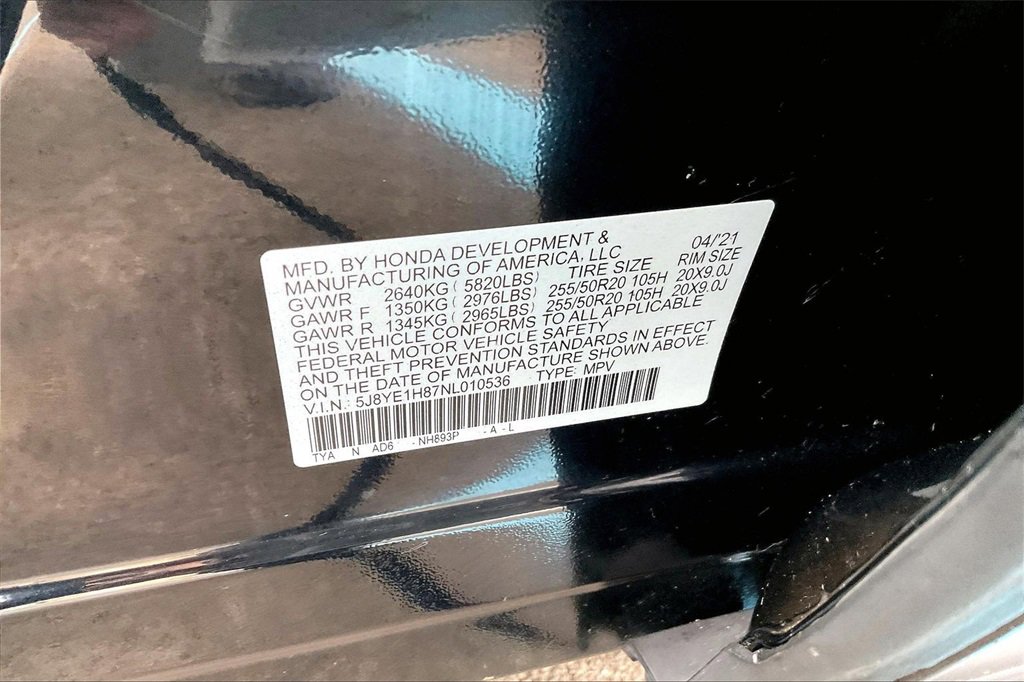 MFD. BY HONDA DEVELOPMENT & 04/'21
MANUFACTURING OF AMERICA, LLC RIM SIZE
GVWR 2640KG ( 5820LBS) TIRE SIZE
GAWR F 1350KG ( 2976LBS) 255/50R20 105H 20X9.0J
GAWR R 1345KG ( 2965LBS) 255/50R20 105H 20X9.0J
THIS VEHICLE CONFORMS TO ALL APPLICABLE
FEDERAL MOTOR VEHICLE SAFETY
AND THEFT PREVENTION STANDARDS IN EFFECT
ON THE DATE OF MANUFACTURE SHOWN ABOVE.
V.I.N.: 5J8YE1H87NL010536 TYPE: MPV
TYA N AD6 -NH893P -A-L